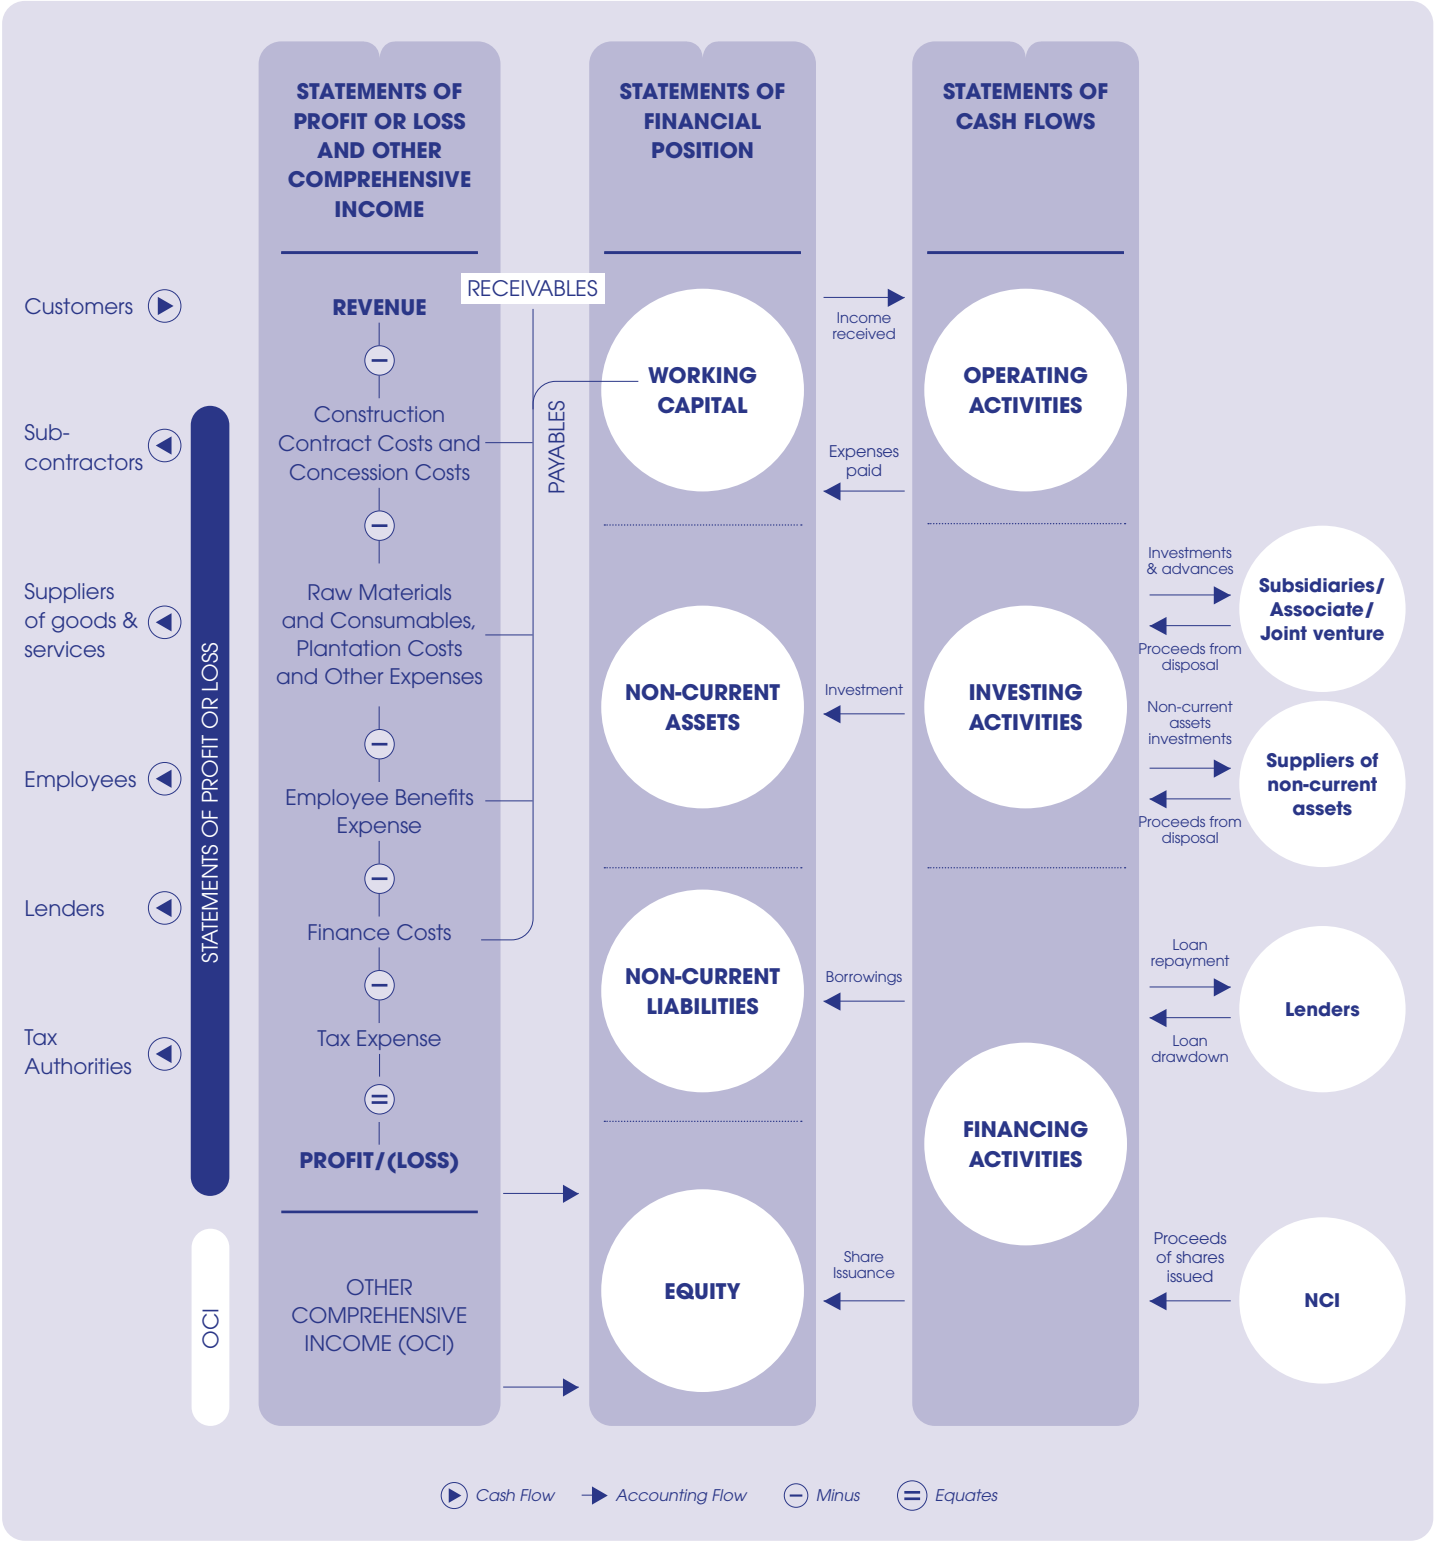 STATEMENTS OF
PROFIT OR LOSS
AND OTHER
COMPREHENSIVE
INCOME
STATEMENTS OF
FINANCIAL
POSITION
STATEMENTS OF
CASH FLOWS
Customers
Sub-
contractors
Suppliers
of goods &
services
Employees
Lenders
Tax
Authorities
STATEMENTS OF PROFIT OR LOSS
OCI
REVENUE
Construction
Contract Costs and
Concession Costs
Raw Materials
and Consumables,
Plantation Costs
and Other Expenses
Employee Benefits
Expense
Finance Costs
Tax Expense
PROFIT/(LOSS)
OTHER
COMPREHENSIVE
INCOME (OCI)
RECEIVABLES
PAYABLES
WORKING
CAPITAL
NON-CURRENT
ASSETS
NON-CURRENT
LIABILITIES
EQUITY
Income
received
Expenses
paid
Investment
Borrowings
Share
Issuance
OPERATING
ACTIVITIES
INVESTING
ACTIVITIES
FINANCING
ACTIVITIES
Investments
& advances
Proceeds from
disposal
Non-current
assets
investments
Proceeds from
disposal
Loan
repayment
Loan
drawdown
Proceeds
of shares
issued
Subsidiaries/
Associate/
Joint venture
Suppliers of
non-current
assets
Lenders
NCI
Cash Flow
Accounting Flow
Minus
Equates